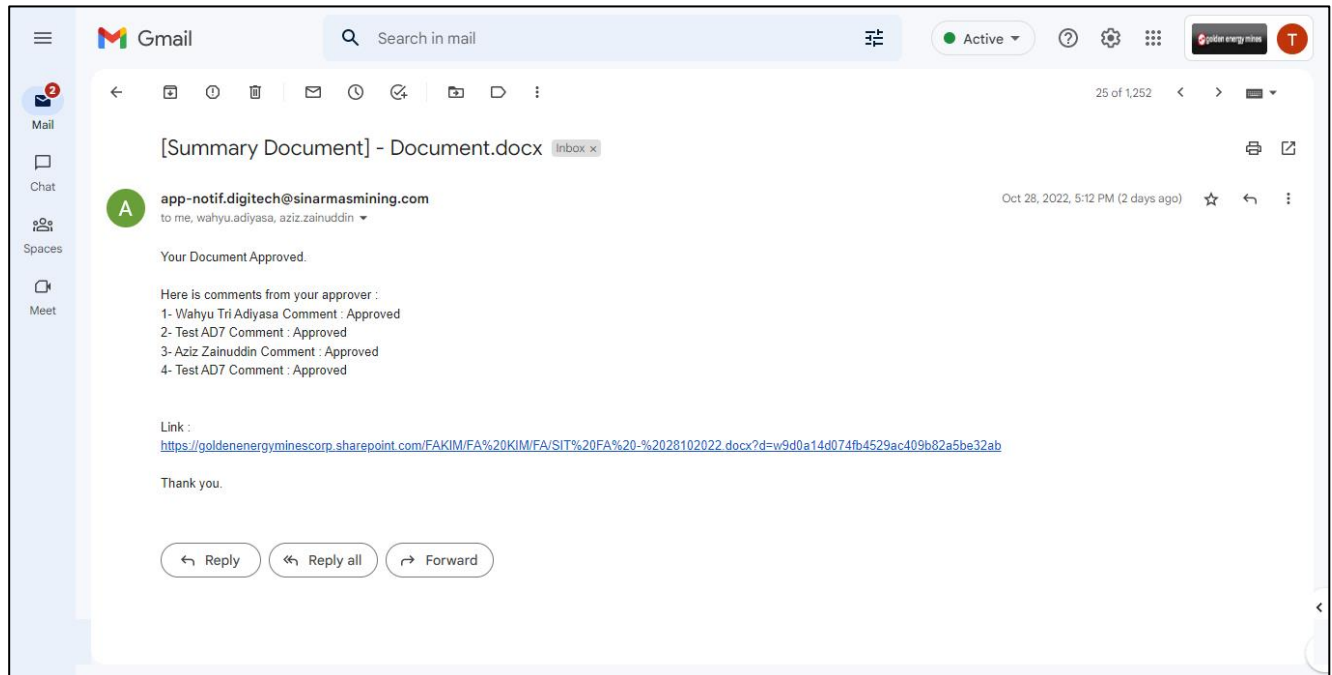 Gmail
Search in mail
Active
golden energy mines
T
2
Mail
Chat
Spaces
Meet
25 of 1,252
[Summary Document] - Document.docx Inbox x
A
app-notif.digitech@sinarmasmining.com
Oct 28, 2022, 5:12 PM (2 days ago)
to me, wahyu.adiyasa, aziz.zainuddin
Your Document Approved.
Here is comments from your approver :
1- Wahyu Tri Adiyasa Comment : Approved
2- Test AD7 Comment : Approved
3- Aziz Zainuddin Comment : Approved
4- Test AD7 Comment : Approved
Link :
https://goldenenergyminescorp.sharepoint.com/FAKIM/FA%20KIM/FA/SIT%20FA%20-%2028102022.docx?d=w9d0a14d074fb4529ac409b82a5be32ab
Thank you.
Reply
Reply all
Forward